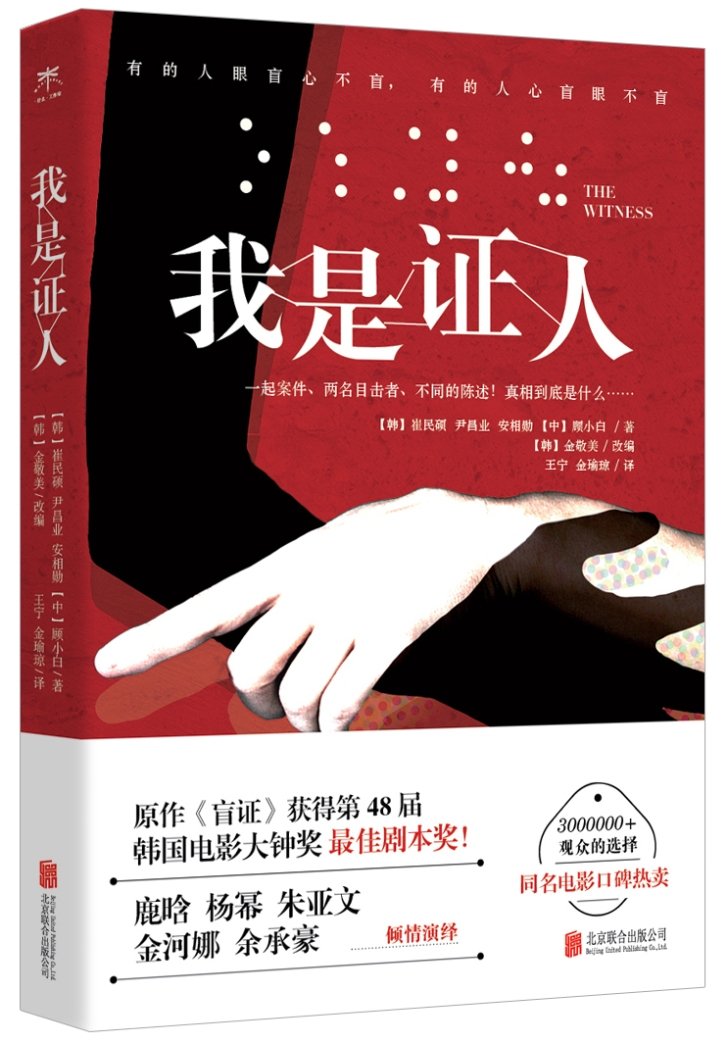 有的人眼盲心不盲，有的人心盲眼不盲
THE
WITNESS
我是证人
一起案件、两名目击者、不同的陈述！真相到底是什么……
【韩】崔民硕 尹昌业 安相勋【中】顾小白 / 著
【韩】金敬美 / 改编
王宁 金瑜琼 / 译
原作《盲证》获得第48届
韩国电影大钟奖 最佳剧本奖！
鹿晗 杨幂 朱亚文
金河娜 余承豪 倾情演绎
3000000+
观众的选择
同名电影口碑热卖
北京联合出版公司
Beijing United Publishing Co.,Ltd.
我是证人
【韩】崔民硕 尹昌业 安相勋【中】顾小白 / 著
【韩】金敬美 / 改编
王宁 金瑜琼 / 译
北京联合出版公司
Beijing United Publishing Co.,Ltd.